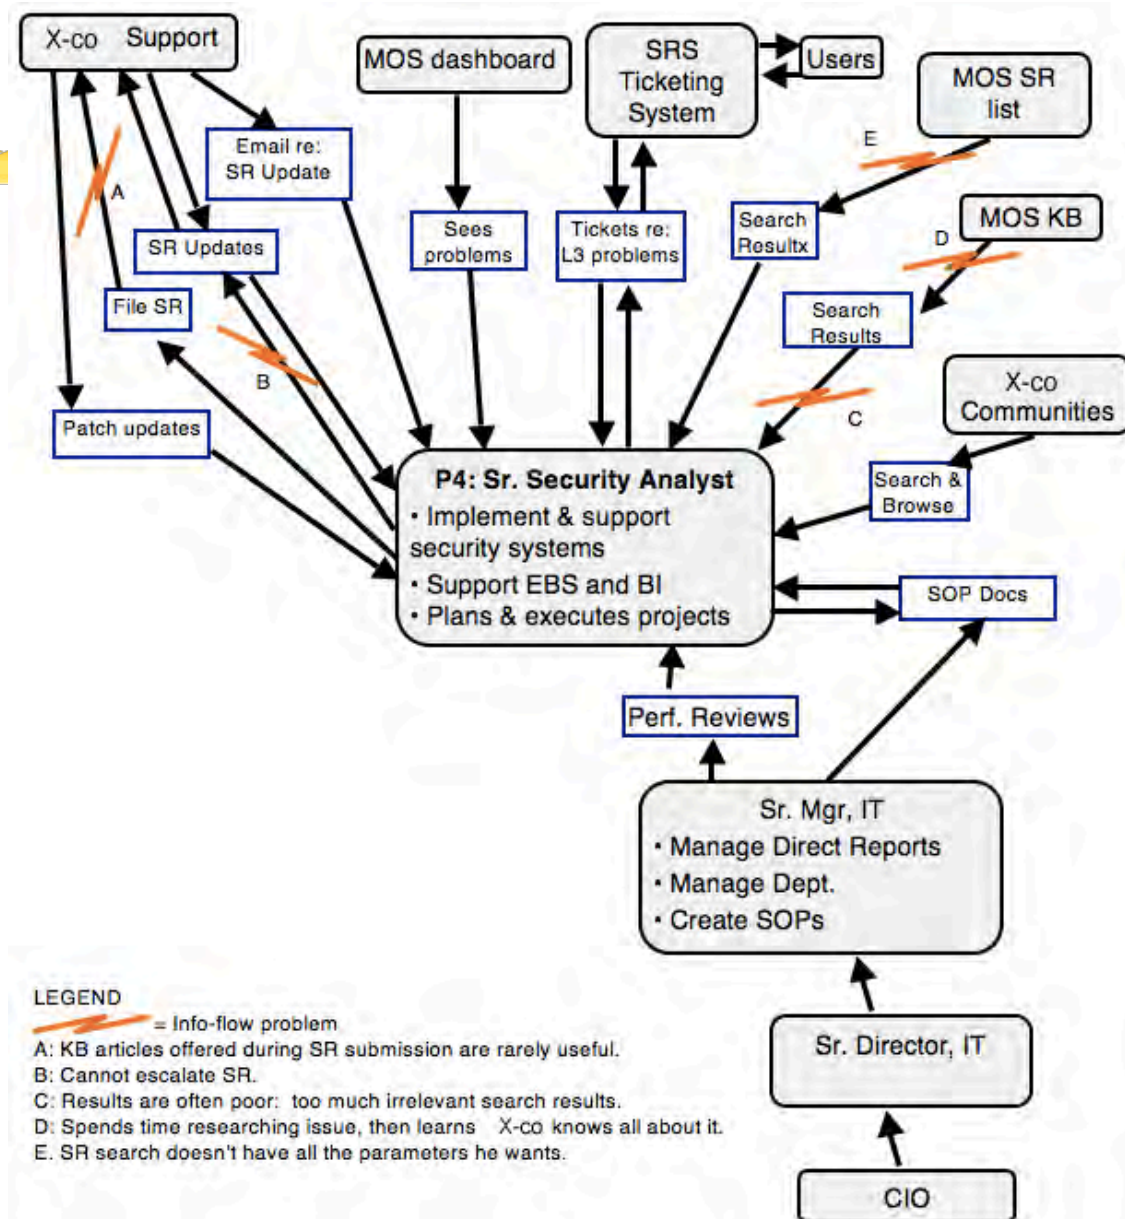 X-co Support
MOS dashboard
SRS
Ticketing
System
Users
MOS SR
list
E
Email re:
SR Update
A
MOS KB
D
SR Updates
Sees
problems
Tickets re:
L3 problems
Search
Resultx
File SR
Search
Results
B
C
X-co
Communities
Patch updates
P4: Sr. Security Analyst
· Implement & support
security systems
· Support EBS and BI
· Plans & executes projects
Search &
Browse
SOP Docs
Perf. Reviews
Sr. Mgr, IT
· Manage Direct Reports
· Manage Dept.
· Create SOPs
LEGEND
= Info-flow problem
A: KB articles offered during SR submission are rarely useful.
B: Cannot escalate SR.
C: Results are often poor: too much irrelevant search results.
D: Spends time researching issue, then learns X-co knows all about it.
E. SR search doesn't have all the parameters he wants.
Sr. Director, IT
CIO